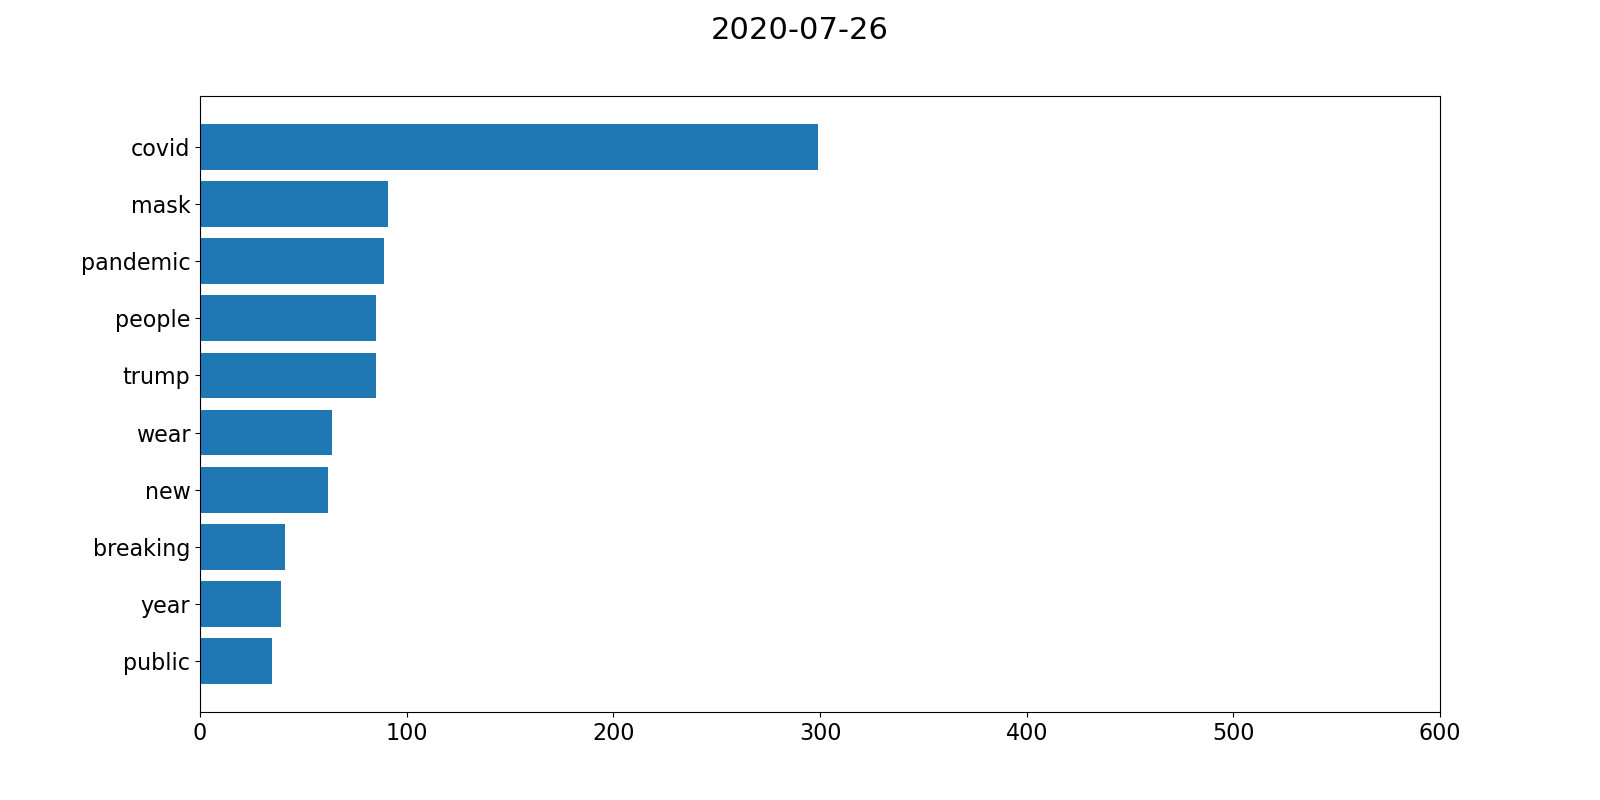 2020-07-26
covid
mask
pandemic
people
trump
wear
new
breaking
year
public
0 100 200 300 400 500 600